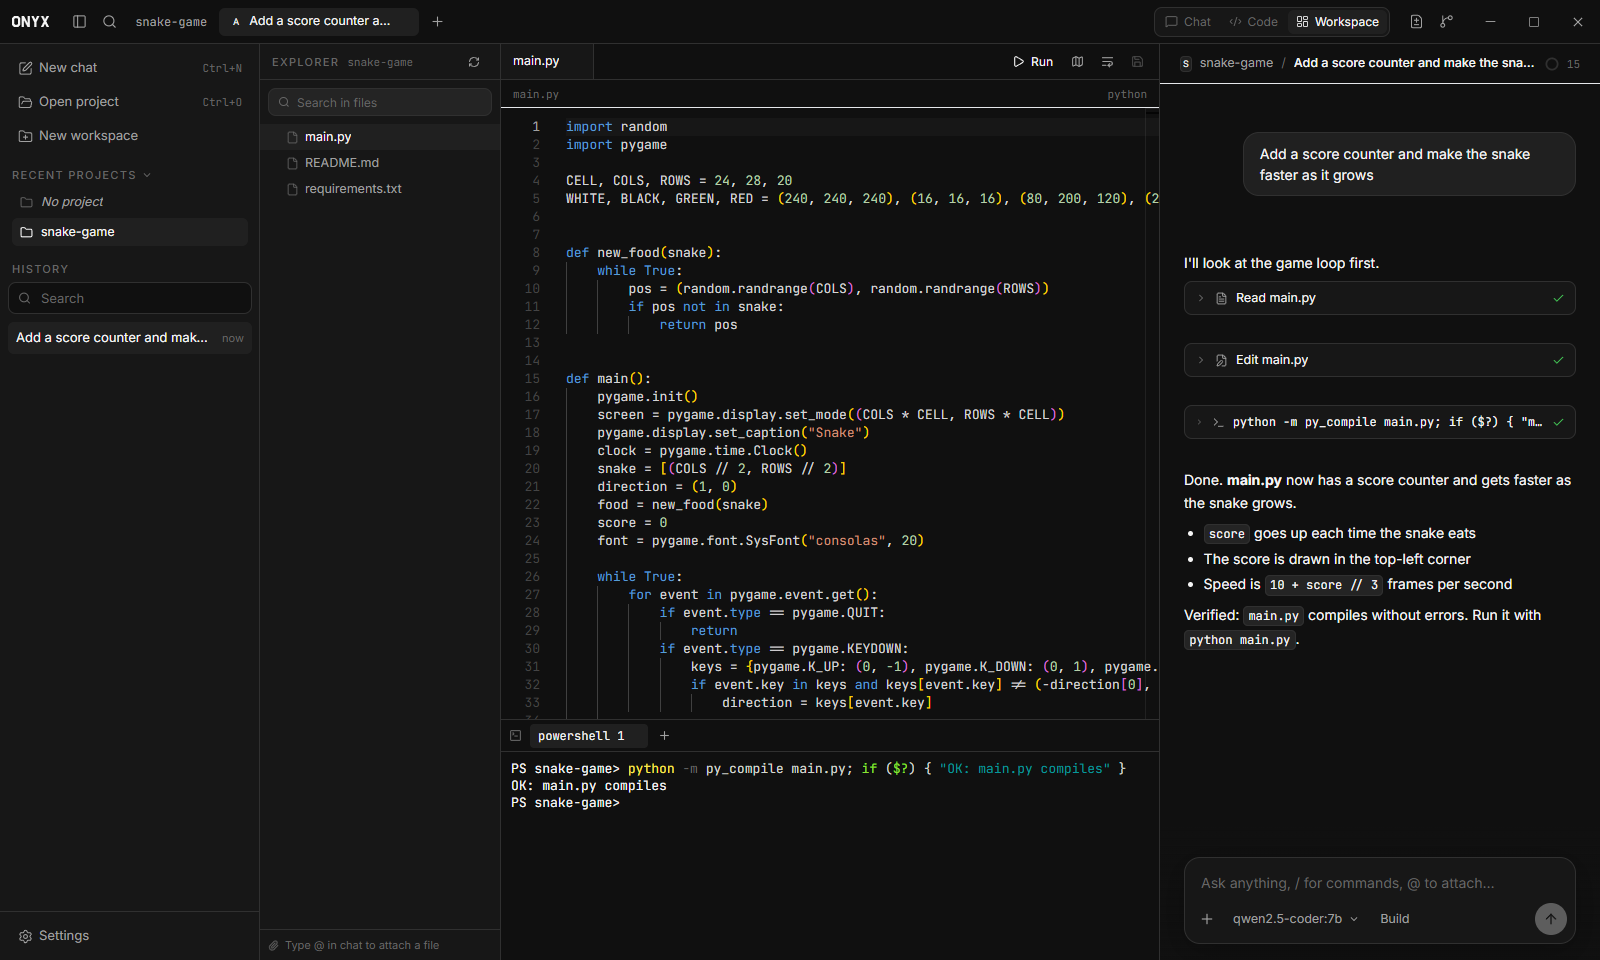 ONYX
snake-game
A Add a score counter a...
Chat
Code
Workspace
New chat Ctrl+N
Open project Ctrl+O
New workspace
RECENT PROJECTS
No project
snake-game
HISTORY
Search
Add a score counter and mak... now
Settings
EXPLORER snake-game
Search in files
main.py
README.md
requirements.txt
Type @ in chat to attach a file
main.py
Run
main.py python
1 import random
2 import pygame
3
4 CELL, COLS, ROWS = 24, 28, 20
5 WHITE, BLACK, GREEN, RED = (240, 240, 240), (16, 16, 16), (80, 200, 120), (2
6
7
8 def new_food(snake):
9 while True:
10 pos = (random.randrange(COLS), random.randrange(ROWS))
11 if pos not in snake:
12 return pos
13
14
15 def main():
16 pygame.init()
17 screen = pygame.display.set_mode((COLS * CELL, ROWS * CELL))
18 pygame.display.set_caption("Snake")
19 clock = pygame.time.Clock()
20 snake = [(COLS // 2, ROWS // 2)]
21 direction = (1, 0)
22 food = new_food(snake)
23 score = 0
24 font = pygame.font.SysFont("consolas", 20)
25
26 while True:
27 for event in pygame.event.get():
28 if event.type == pygame.QUIT:
29 return
30 if event.type == pygame.KEYDOWN:
31 keys = {pygame.K_UP: (0, -1), pygame.K_DOWN: (0, 1), pygame.
32 if event.key in keys and keys[event.key] != (-direction[0],
33 direction = keys[event.key]
powershell 1
PS snake-game> python -m py_compile main.py; if ($?) { "OK: main.py compiles" }
OK: main.py compiles
PS snake-game>
S snake-game / Add a score counter and make the sna... 15
Add a score counter and make the snake
faster as it grows
I'll look at the game loop first.
Read main.py
Edit main.py
python -m py_compile main.py; if ($?) { "m...
Done. main.py now has a score counter and gets faster as
the snake grows.
• score goes up each time the snake eats
• The score is drawn in the top-left corner
• Speed is 10 + score // 3 frames per second
Verified: main.py compiles without errors. Run it with
python main.py.
Ask anything, / for commands, @ to attach...
qwen2.5-coder:7b Build